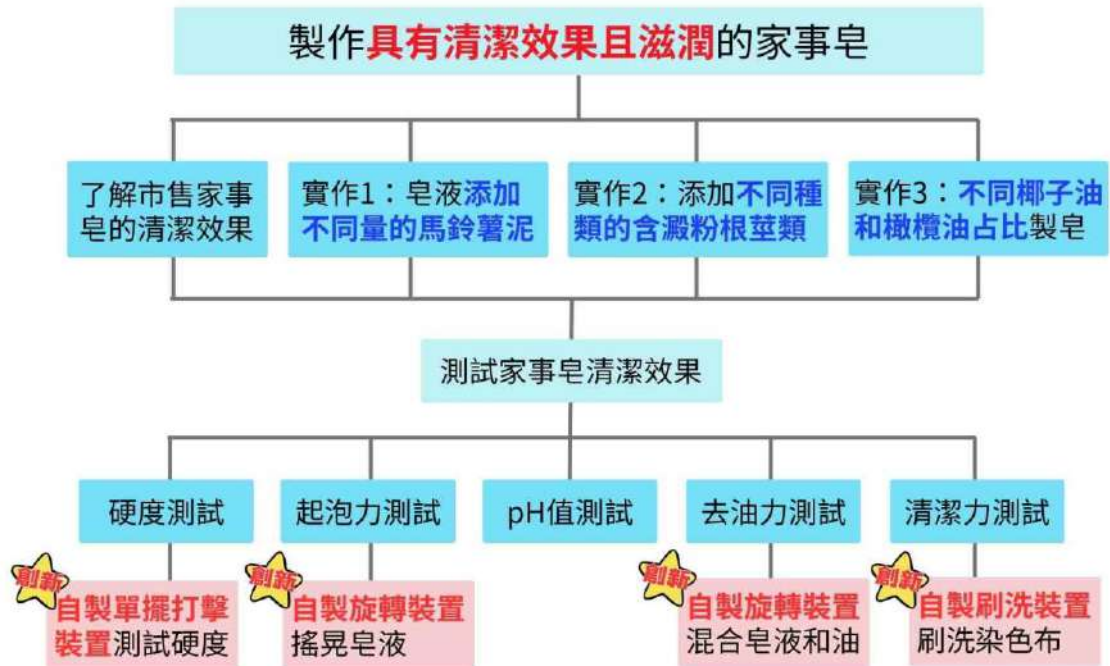 製作具有清潔效果且滋潤的家事皂
了解市售家事
皂的清潔效果
實作1：皂液添加
不同量的馬鈴薯泥
實作2：添加不同種
類的含澱粉根莖類
實作3：不同椰子油
和橄欖油占比製皂
測試家事皂清潔效果
硬度測試
起泡力測試
pH值測試
去油力測試
清潔力測試
創新
自製單擺打擊
裝置測試硬度
創新
自製旋轉裝置
搖晃皂液
創新
自製旋轉裝置
混合皂液和油
創新
自製刷洗裝置
刷洗染色布